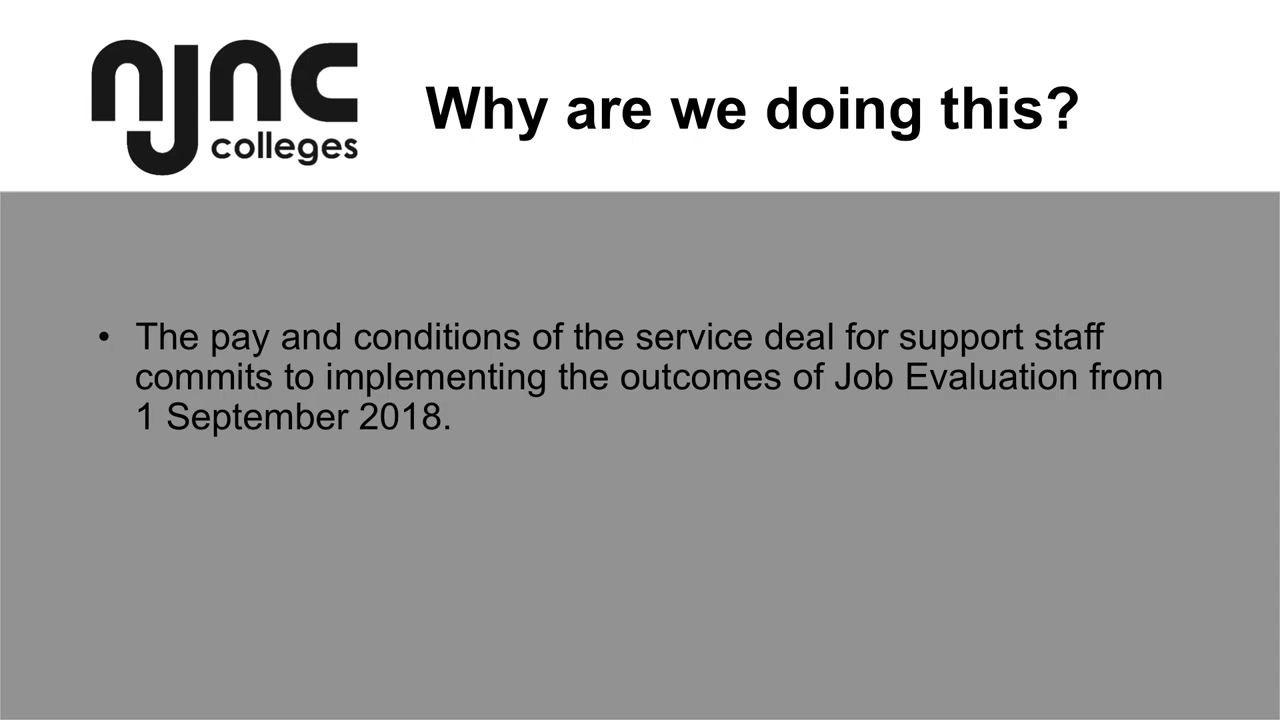 njnc
colleges
Why are we doing this?
• The pay and conditions of the service deal for support staff
commits to implementing the outcomes of Job Evaluation from
1 September 2018.